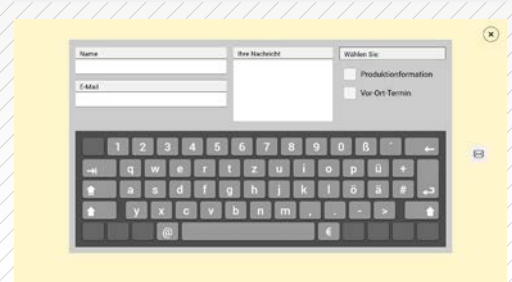 Name
Ihre Nachricht
Wählen Sie:
Produktionformation
E-Mail
Vor-Ort-Termin
1 2 3 4 5 6 7 8 9 0 ß ´
q w e r t z u i o p ü +
a s d f g h j k l ö ä #
y x c v b n m , . - >
@ €